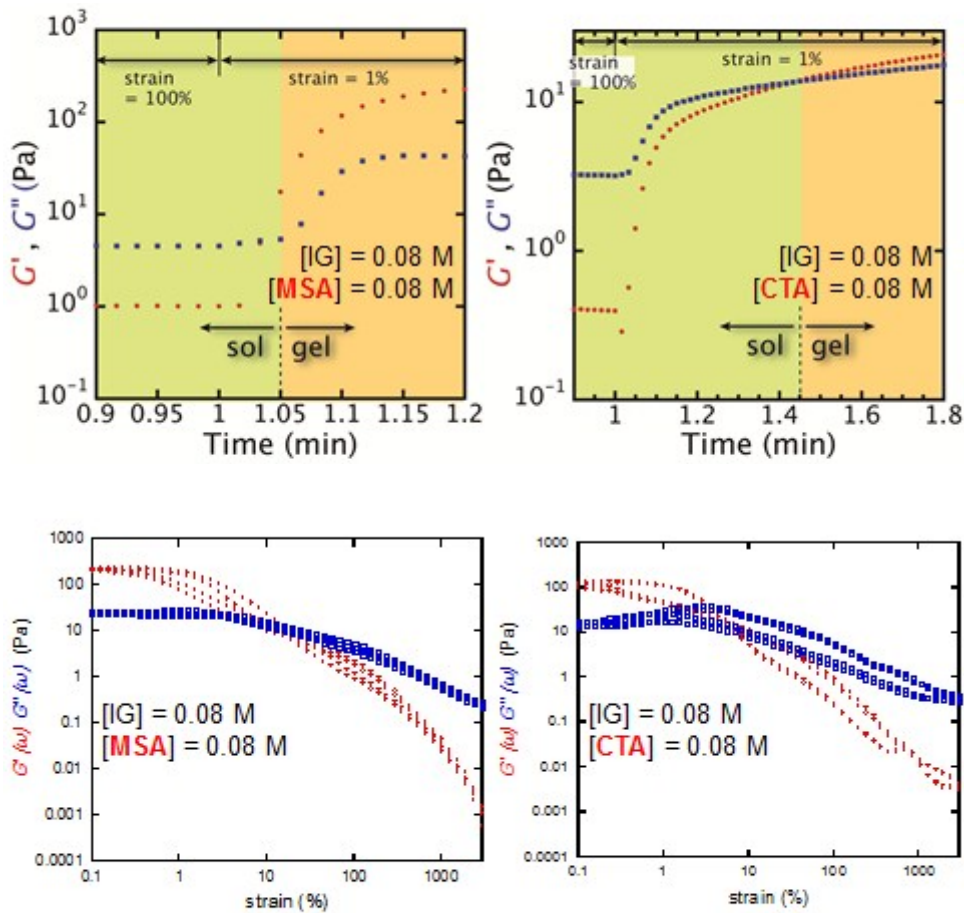 10³
10²
10¹
10⁰
10⁻¹
G' , G" (Pa)
strain
= 100%
strain = 1%
[IG] = 0.08 M
[MSA] = 0.08 M
sol
gel
0.9
0.95
1
1.05
1.1
1.15
1.2
Time (min)
10¹
10⁰
10⁻¹
G' , G" (Pa)
strain
= 100%
strain = 1%
[IG] = 0.08 M
[CTA] = 0.08 M
sol
gel
1
1.2
1.4
1.6
1.8
Time (min)
1000
100
10
1
0.1
0.01
0.001
0.0001
G'(ω) G"(ω) (Pa)
[IG] = 0.08 M
[MSA] = 0.08 M
0.1
1
10
100
1000
strain (%)
1000
100
10
1
0.1
0.01
0.001
0.0001
G'(ω) G"(ω) (Pa)
[IG] = 0.08 M
[CTA] = 0.08 M
0.1
1
10
100
1000
strain (%)